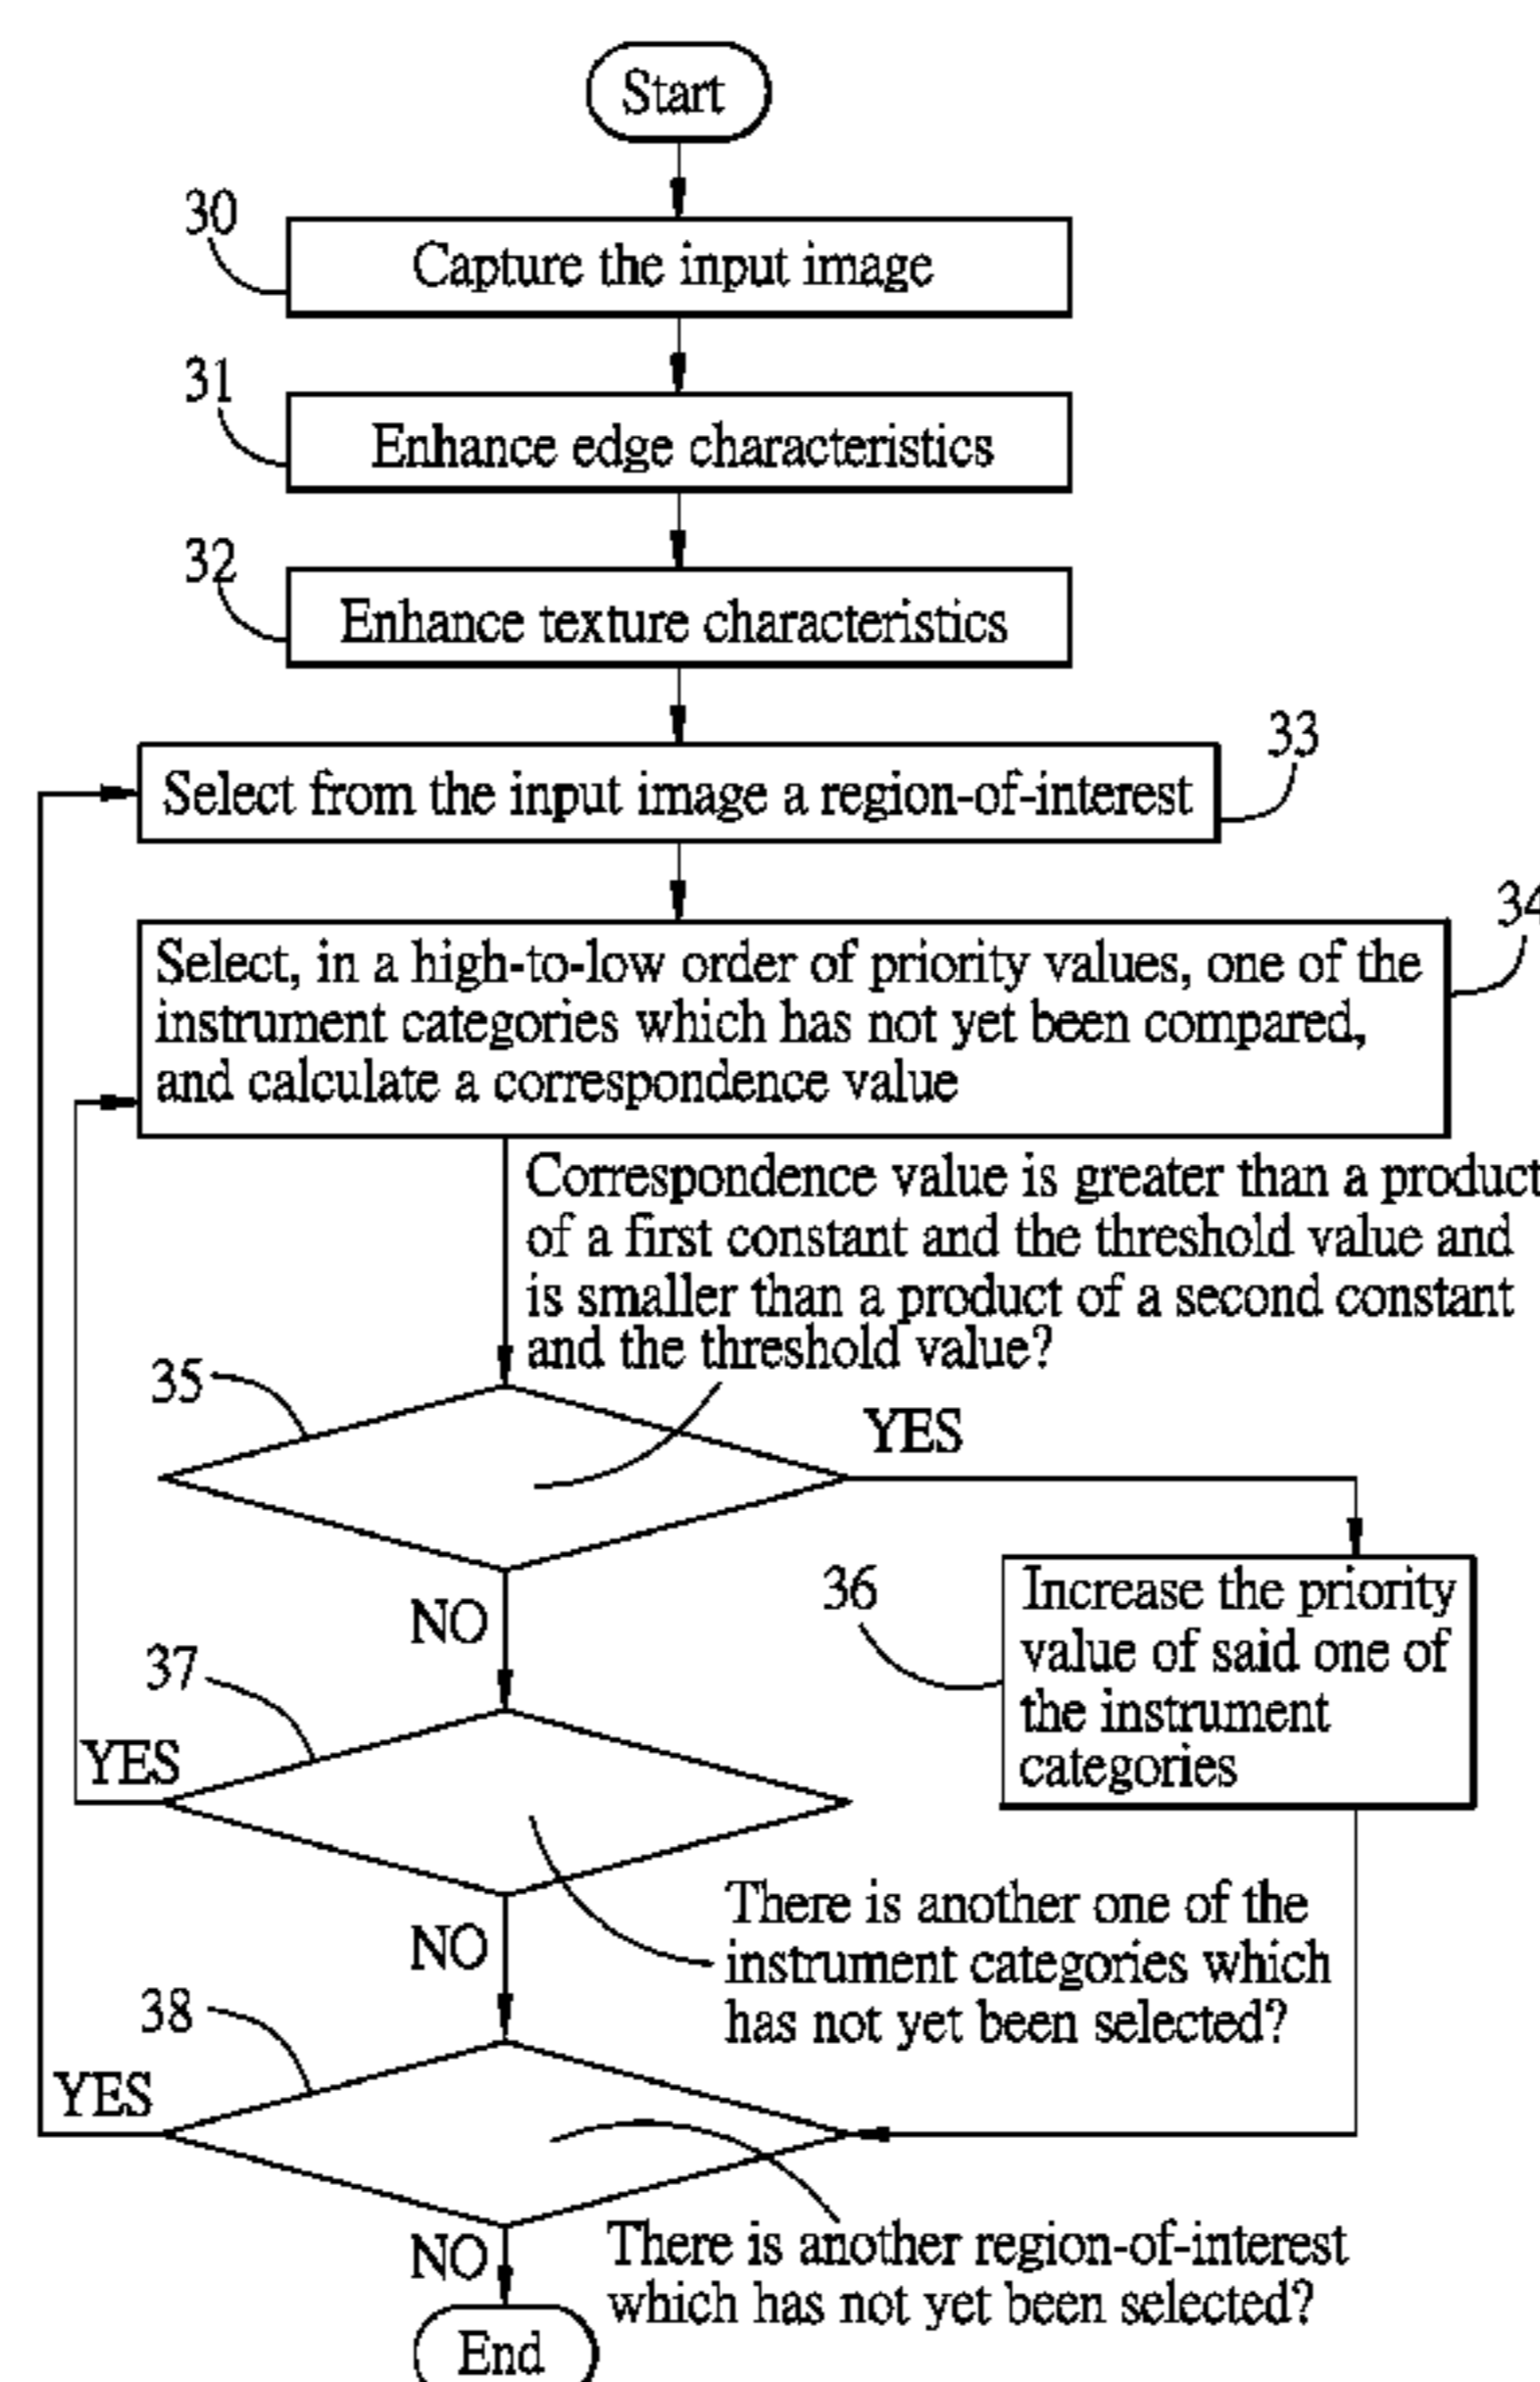 Start
30
Capture the input image
31
Enhance edge characteristics
32
Enhance texture characteristics
33
Select from the input image a region-of-interest
34
Select, in a high-to-low order of priority values, one of the
instrument categories which has not yet been compared,
and calculate a correspondence value
Correspondence value is greater than a product
of a first constant and the threshold value and
is smaller than a product of a second constant
and the threshold value?
35
YES
NO
36
Increase the priority
value of said one of
the instrument
categories
37
YES
There is another one of the
instrument categories which
has not yet been selected?
NO
38
YES
There is another region-of-interest
which has not yet been selected?
NO
End